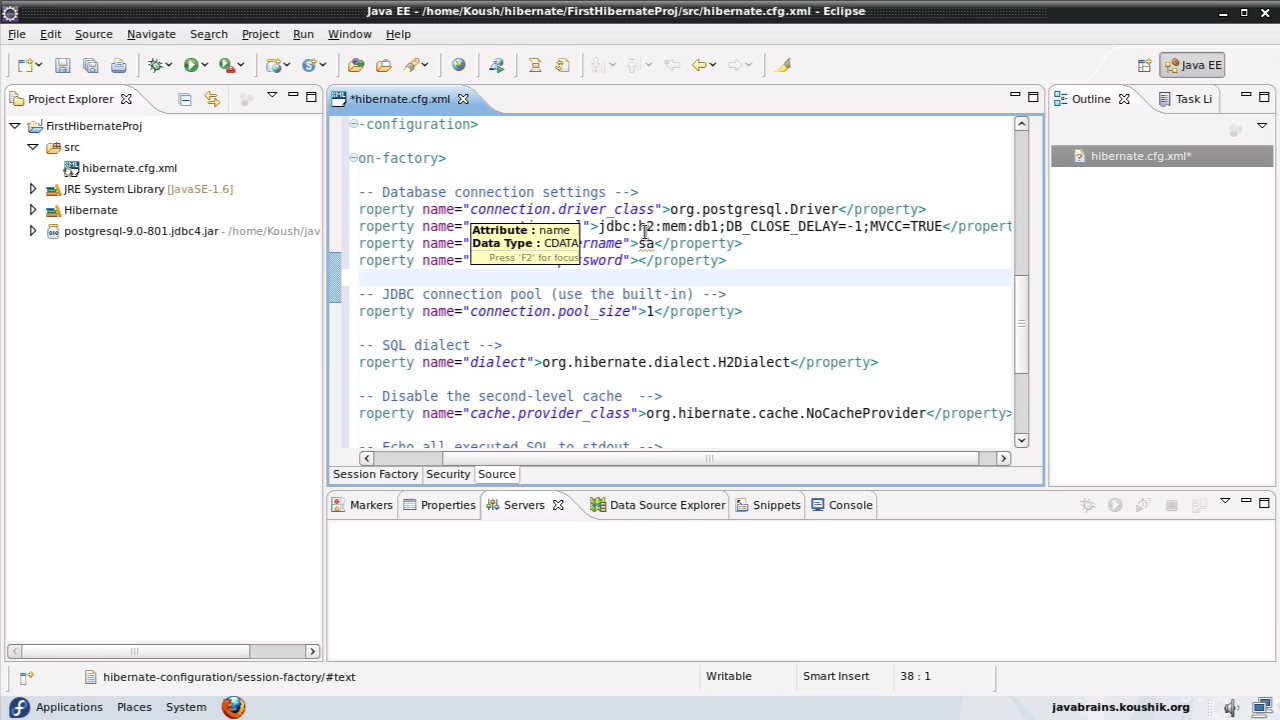 Java EE - /home/Koush/hibernate/FirstHibernateProj/src/hibernate.cfg.xml - Eclipse
File Edit Source Navigate Search Project Run Window Help
Java EE
Project Explorer
FirstHibernateProj
src
hibernate.cfg.xml
JRE System Library [JavaSE-1.6]
Hibernate
postgresql-9.0-801.jdbc4.jar - /home/Koush/jav
*hibernate.cfg.xml
-configuration>
on-factory>
-- Database connection settings -->
roperty name="connection.driver_class">org.postgresql.Driver</property>
roperty name=" ">jdbc:h2:mem:db1;DB_CLOSE_DELAY=-1;MVCC=TRUE</propert
roperty name=" rname">sa</property>
roperty name=" sword"></property>
Attribute : name
Data Type : CDATA
Press 'F2' for focus
-- JDBC connection pool (use the built-in) -->
roperty name="connection.pool_size">1</property>
-- SQL dialect -->
roperty name="dialect">org.hibernate.dialect.H2Dialect</property>
-- Disable the second-level cache -->
roperty name="cache.provider_class">org.hibernate.cache.NoCacheProvider</property>
-- Echo all executed SQL to stdout -->
Session Factory Security Source
Outline Task Li
hibernate.cfg.xml*
Markers Properties Servers Data Source Explorer Snippets Console
hibernate-configuration/session-factory/#text
Writable Smart Insert 38 : 1
Applications Places System
javabrains.koushik.org